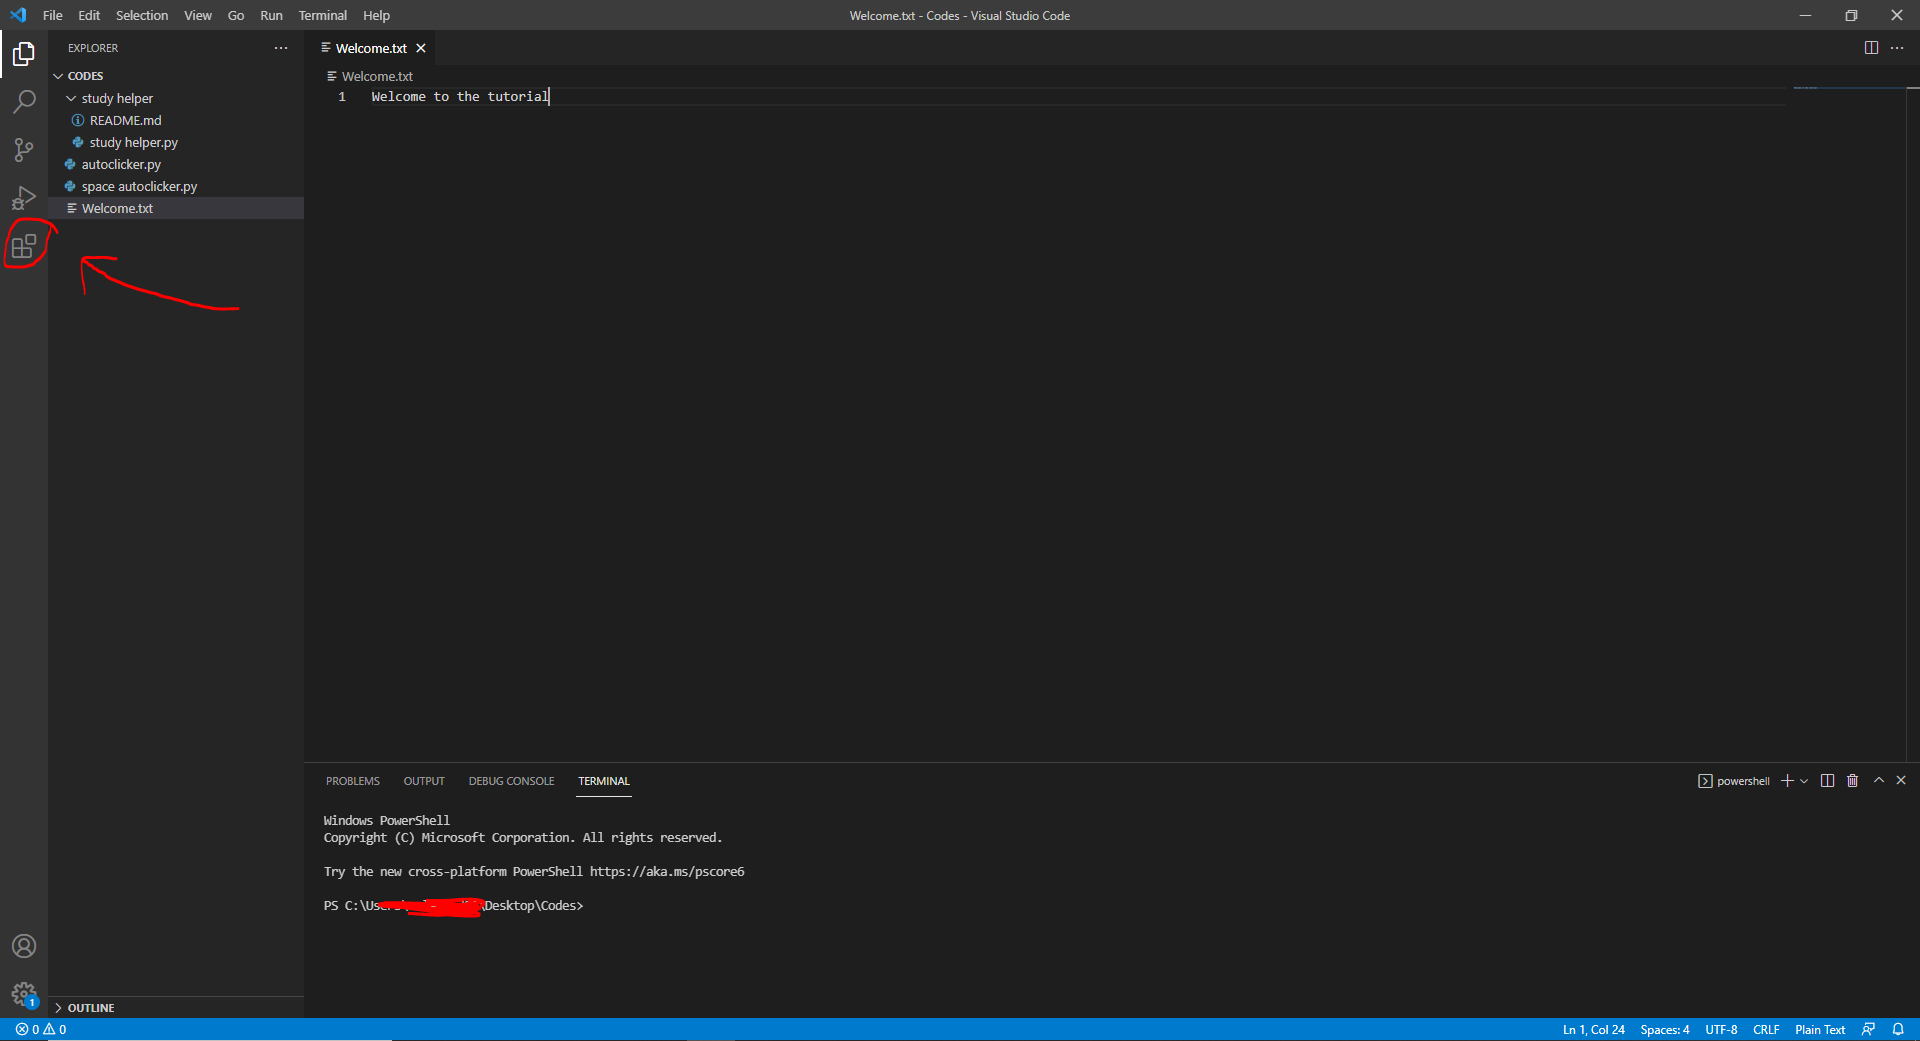 File Edit Selection View Go Run Terminal Help
Welcome.txt - Codes - Visual Studio Code
EXPLORER
CODES
study helper
README.md
study helper.py
autoclicker.py
space autoclicker.py
Welcome.txt
OUTLINE
Welcome.txt
Welcome.txt
1 Welcome to the tutorial
PROBLEMS OUTPUT DEBUG CONSOLE TERMINAL
powershell
Windows PowerShell
Copyright (C) Microsoft Corporation. All rights reserved.
Try the new cross-platform PowerShell https://aka.ms/pscore6
PS C:\Users\ \Desktop\Codes>
1
0 0
Ln 1, Col 24 Spaces: 4 UTF-8 CRLF Plain Text